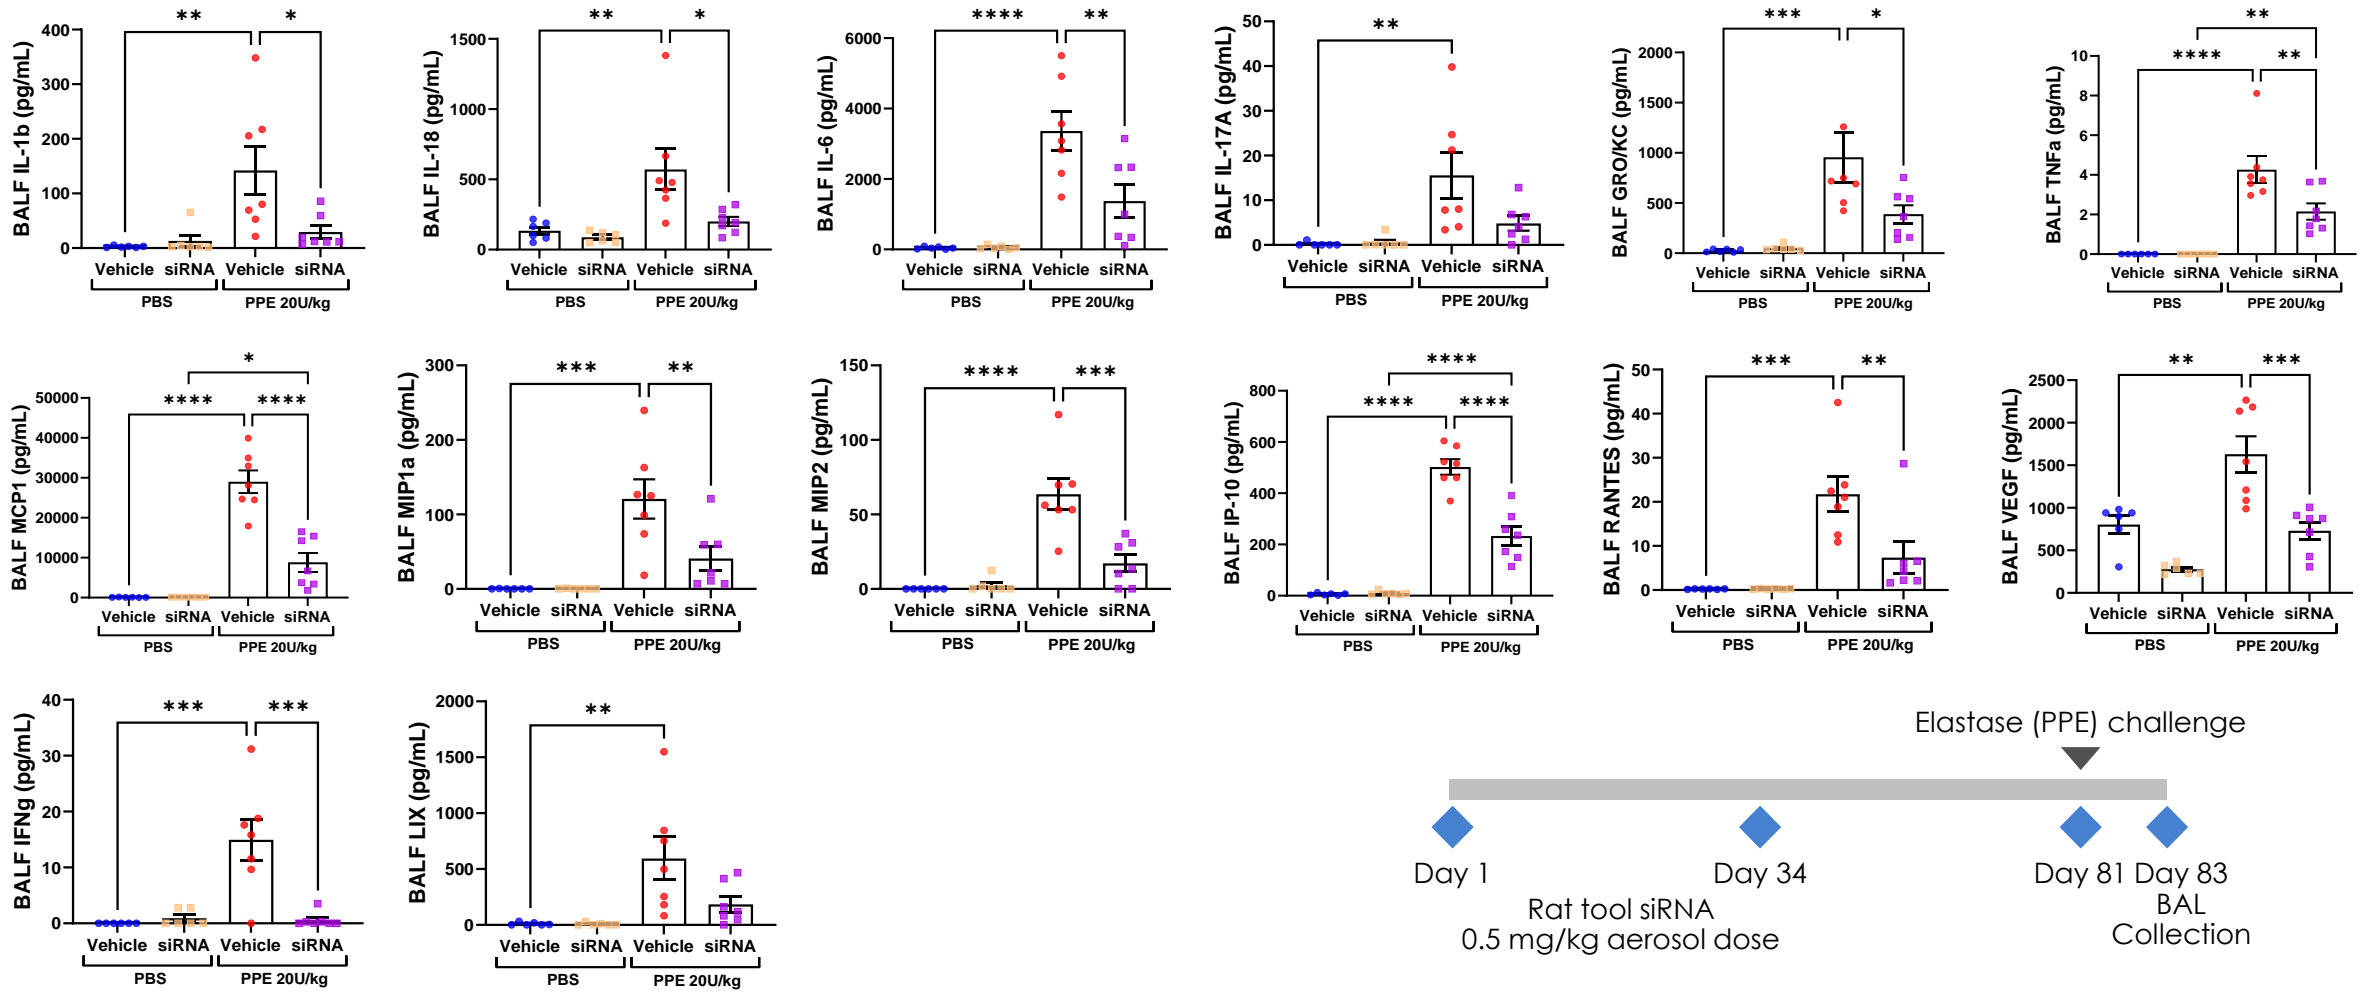 ** *
BALF IL-1b (pg/mL)
400
300
200
100
0
Vehicle siRNA Vehicle siRNA
PBS PPE 20U/kg
** *
BALF IL-18 (pg/mL)
1500
1000
500
0
Vehicle siRNA Vehicle siRNA
PBS PPE 20U/kg
**** **
BALF IL-6 (pg/mL)
6000
4000
2000
0
Vehicle siRNA Vehicle siRNA
PBS PPE 20U/kg
**
BALF IL-17A (pg/mL)
50
40
30
20
10
0
Vehicle siRNA Vehicle siRNA
PBS PPE 20U/kg
*** *
BALF GRO/KC (pg/mL)
2000
1500
1000
500
0
Vehicle siRNA Vehicle siRNA
PBS PPE 20U/kg
**
**** **
BALF TNFa (pg/mL)
10
8
6
4
2
0
Vehicle siRNA Vehicle siRNA
PBS PPE 20U/kg
*
**** ****
BALF MCP1 (pg/mL)
50000
40000
30000
20000
10000
0
Vehicle siRNA Vehicle siRNA
PBS PPE 20U/kg
*** **
BALF MIP1a (pg/mL)
300
200
100
0
Vehicle siRNA Vehicle siRNA
PBS PPE 20U/kg
**** ***
BALF MIP2 (pg/mL)
150
100
50
0
Vehicle siRNA Vehicle siRNA
PBS PPE 20U/kg
****
**** ****
BALF IP-10 (pg/mL)
800
600
400
200
0
Vehicle siRNA Vehicle siRNA
PBS PPE 20U/kg
*** **
BALF RANTES (pg/mL)
50
40
30
20
10
0
Vehicle siRNA Vehicle siRNA
PBS PPE 20U/kg
** ***
BALF VEGF (pg/mL)
2500
2000
1500
1000
500
0
Vehicle siRNA Vehicle siRNA
PBS PPE 20U/kg
*** ***
BALF IFNg (pg/mL)
40
30
20
10
0
Vehicle siRNA Vehicle siRNA
PBS PPE 20U/kg
**
BALF LIX (pg/mL)
2000
1500
1000
500
0
Vehicle siRNA Vehicle siRNA
PBS PPE 20U/kg
Elastase (PPE) challenge
Day 1 Day 34 Day 81 Day 83
Rat tool siRNA
0.5 mg/kg aerosol dose
BAL
Collection